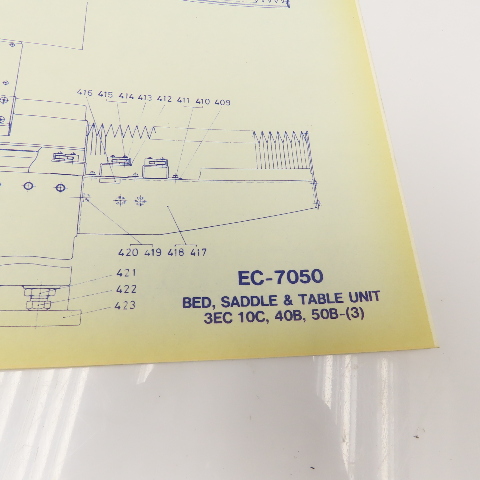 416 415 414 413 412 411 410 409
420 419 418 417
421
422
423
EC-7050
BED, SADDLE & TABLE UNIT
3EC 10C, 40B, 50B-(3)